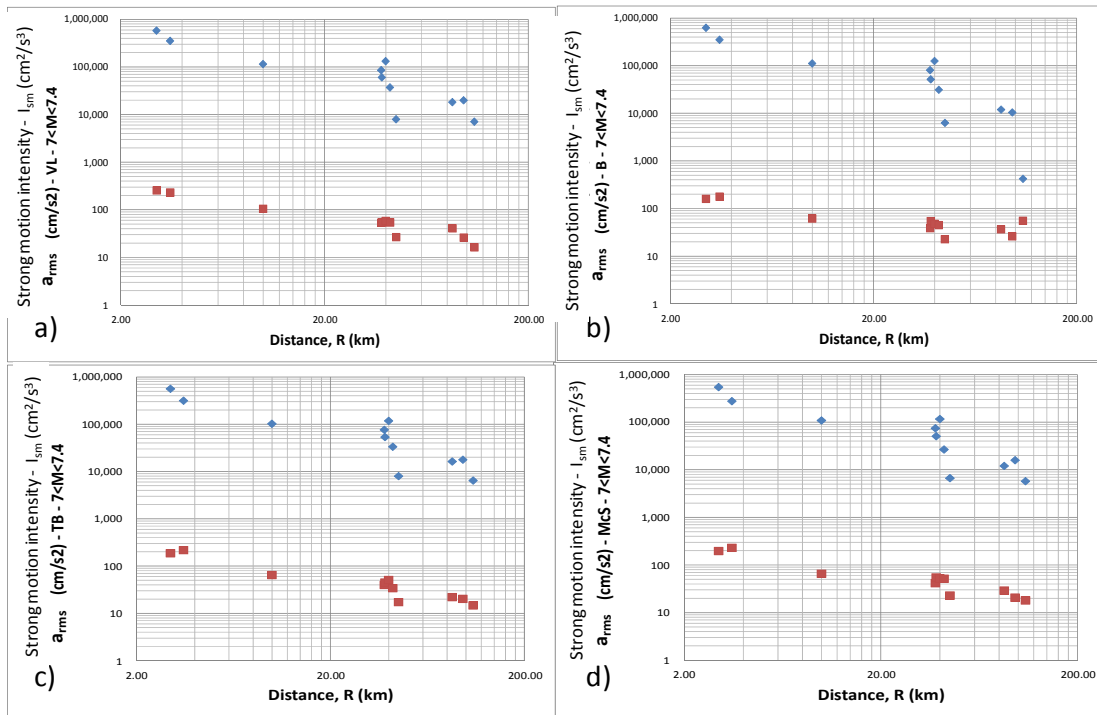 Strong motion intensity - Ism (cm2/s3)
arms (cm/s2) - VL - 7<M<7.4
1,000,000
100,000
10,000
1,000
100
10
1
2.00 20.00 200.00
Distance, R (km)
a)
Strong motion intensity - Ism (cm2/s3)
arms (cm/s2) - B - 7<M<7.4
1,000,000
100,000
10,000
1,000
100
10
1
2.00 20.00 200.00
Distance, R (km)
b)
Strong motion intensity - Ism (cm2/s3)
arms (cm/s2) - TB - 7<M<7.4
1,000,000
100,000
10,000
1,000
100
10
1
2.00 20.00 200.00
Distance, R (km)
c)
Strong motion intensity - Ism (cm2/s3)
arms (cm/s2) - McS - 7<M<7.4
1,000,000
100,000
10,000
1,000
100
10
1
2.00 20.00 200.00
Distance, R (km)
d)